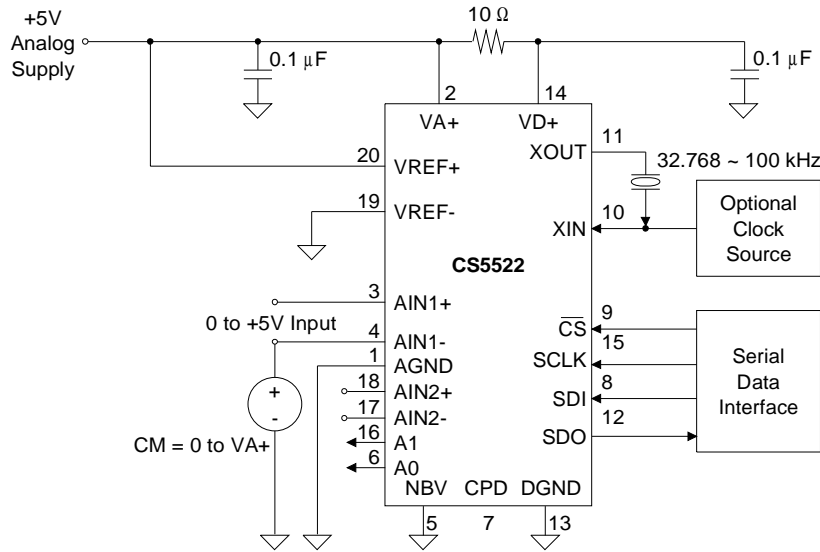 +5V
Analog
Supply
10 Ω
0.1 µF
0.1 µF
2
14
VA+
VD+
XOUT
11
20
VREF+
32.768 ~ 100 kHz
19
VREF-
10
XIN
Optional
Clock
Source
CS5522
3
AIN1+
0 to +5V Input
4
AIN1-
1
AGND
18
AIN2+
17
AIN2-
16
A1
6
A0
+
-
CM = 0 to VA+
CS
9
SCLK
15
SDI
8
SDO
12
Serial
Data
Interface
NBV
CPD
DGND
5
7
13